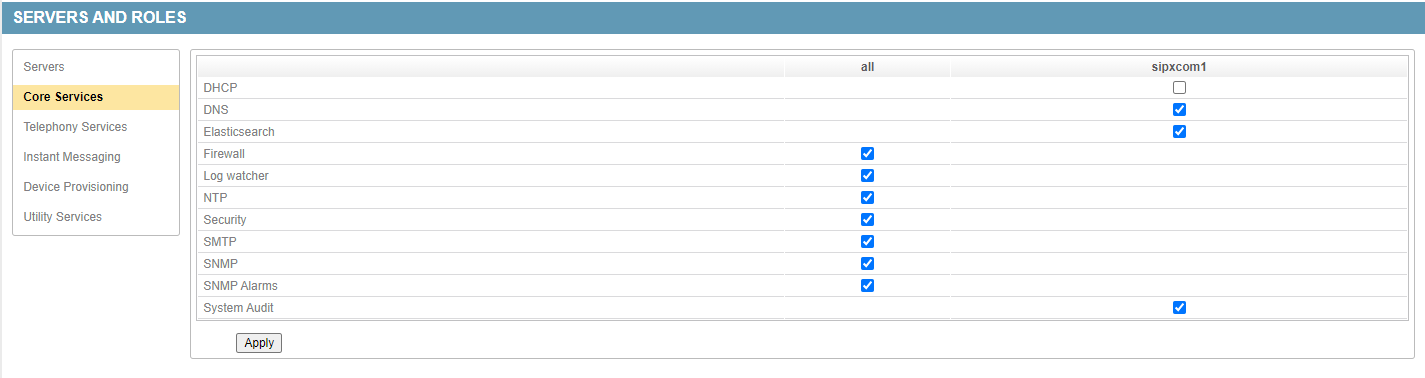 SERVERS AND ROLES
Servers
Core Services
Telephony Services
Instant Messaging
Device Provisioning
Utility Services
all sipxcom1
DHCP
DNS
Elasticsearch
Firewall
Log watcher
NTP
Security
SMTP
SNMP
SNMP Alarms
System Audit
Apply